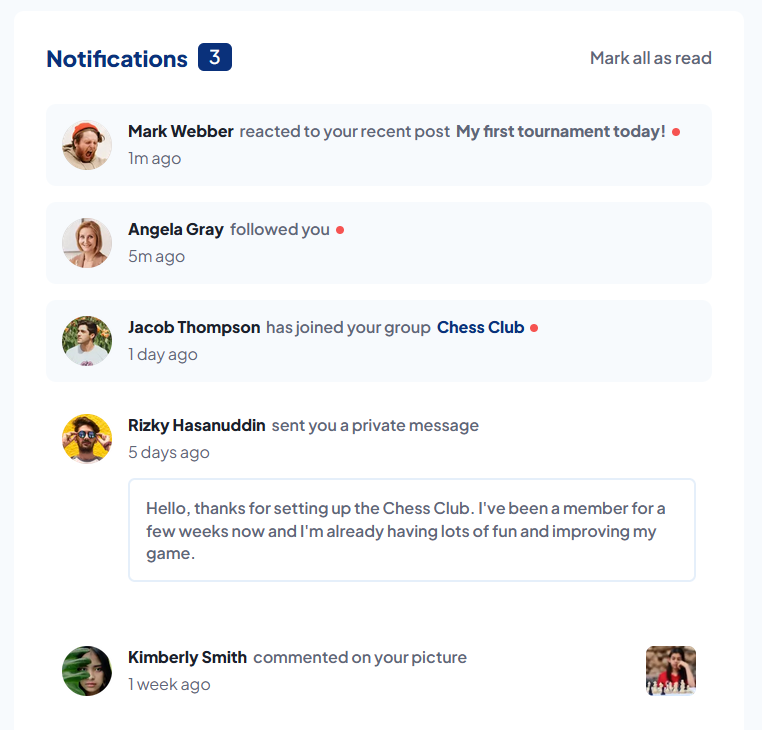 Notifications 3
Mark all as read
Mark Webber reacted to your recent post My first tournament today!
1m ago
Angela Gray followed you
5m ago
Jacob Thompson has joined your group Chess Club
1 day ago
Rizky Hasanuddin sent you a private message
5 days ago
Hello, thanks for setting up the Chess Club. I've been a member for a
few weeks now and I'm already having lots of fun and improving my
game.
Kimberly Smith commented on your picture
1 week ago